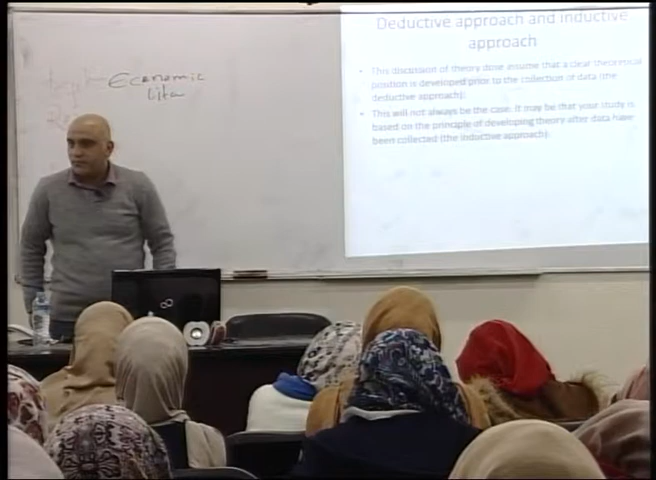 Deductive approach and inductive
approach
• This discussion of theory dose assume that a clear theoretical
position is developed prior to the collection of data (the
deductive approach).
• This will not always be the case. It may be that your study is
based on the principle of developing theory after data have
been collected (the inductive approach).
Economic